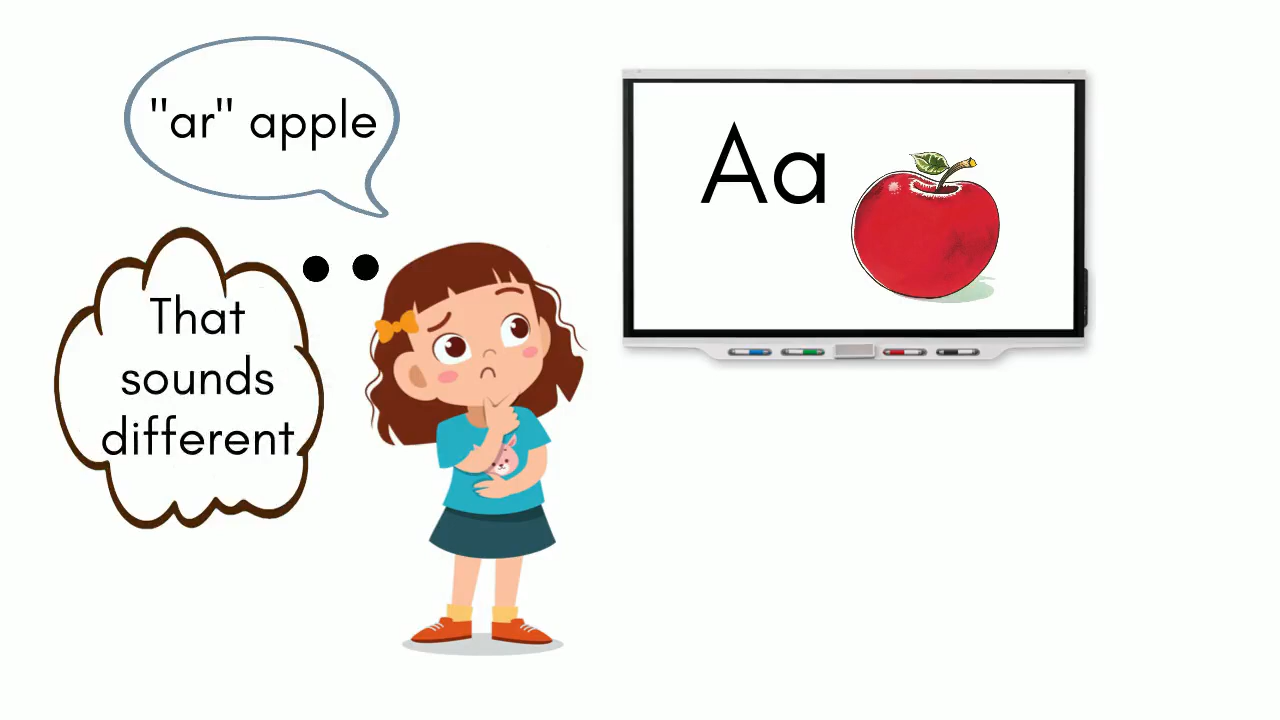 "ar" apple
That
sounds
different
Aa